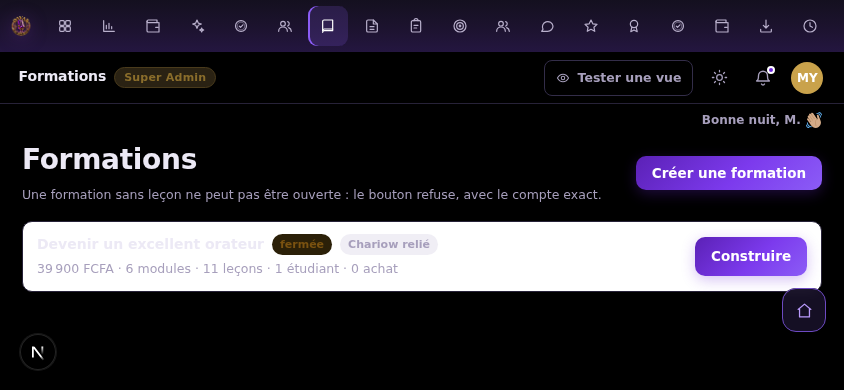 Formations Super Admin Tester une vue MY
Bonne nuit, M. 👋
Formations
Créer une formation
Une formation sans leçon ne peut pas être ouverte : le bouton refuse, avec le compte exact.
Devenir un excellent orateur fermée Chariow relié
Construire
39 900 FCFA · 6 modules · 11 leçons · 1 étudiant · 0 achat
N